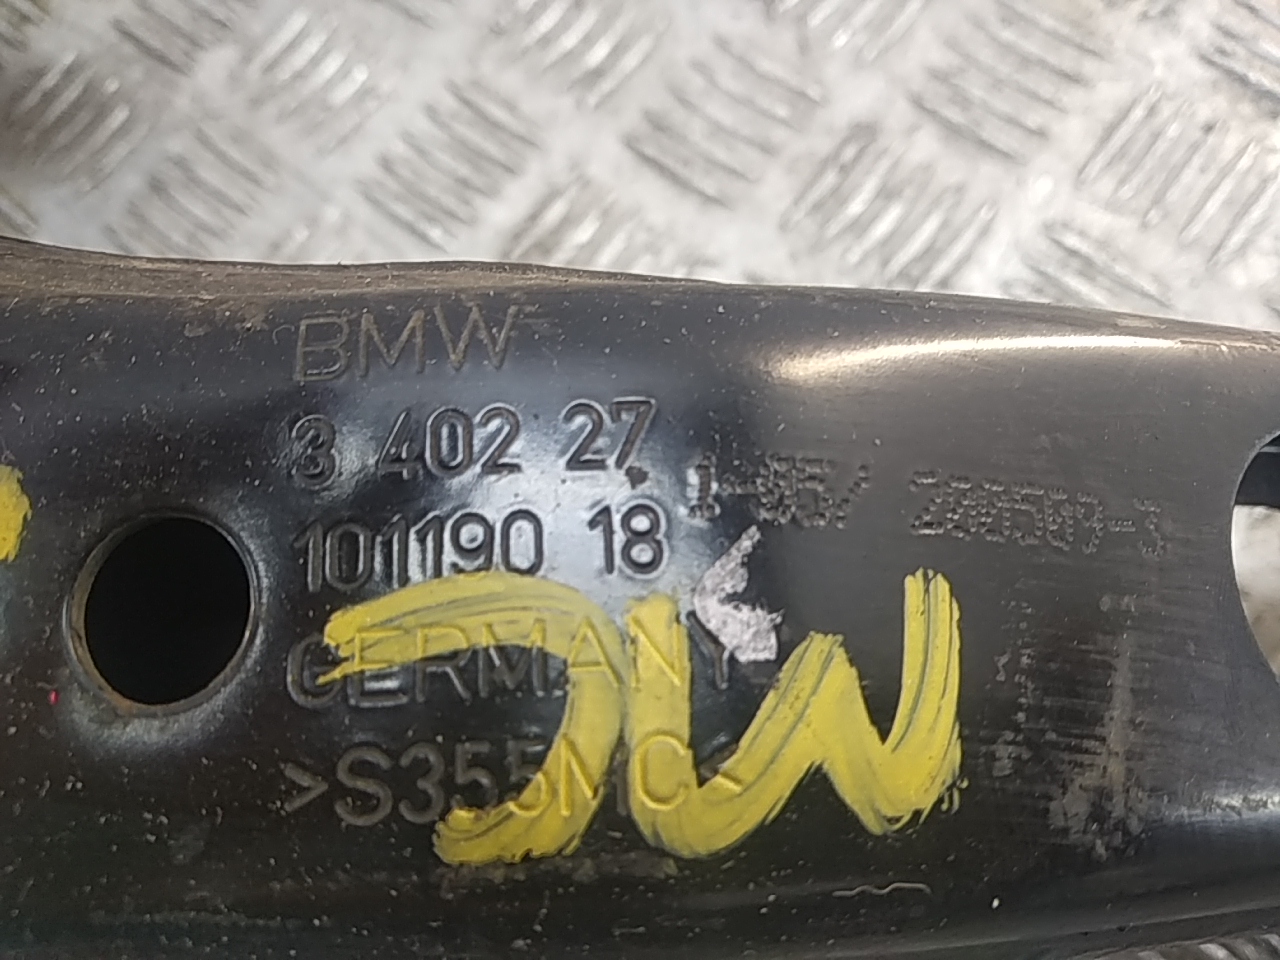 BMW
3 402 27
101190 18
GERMANY
>S355MC<